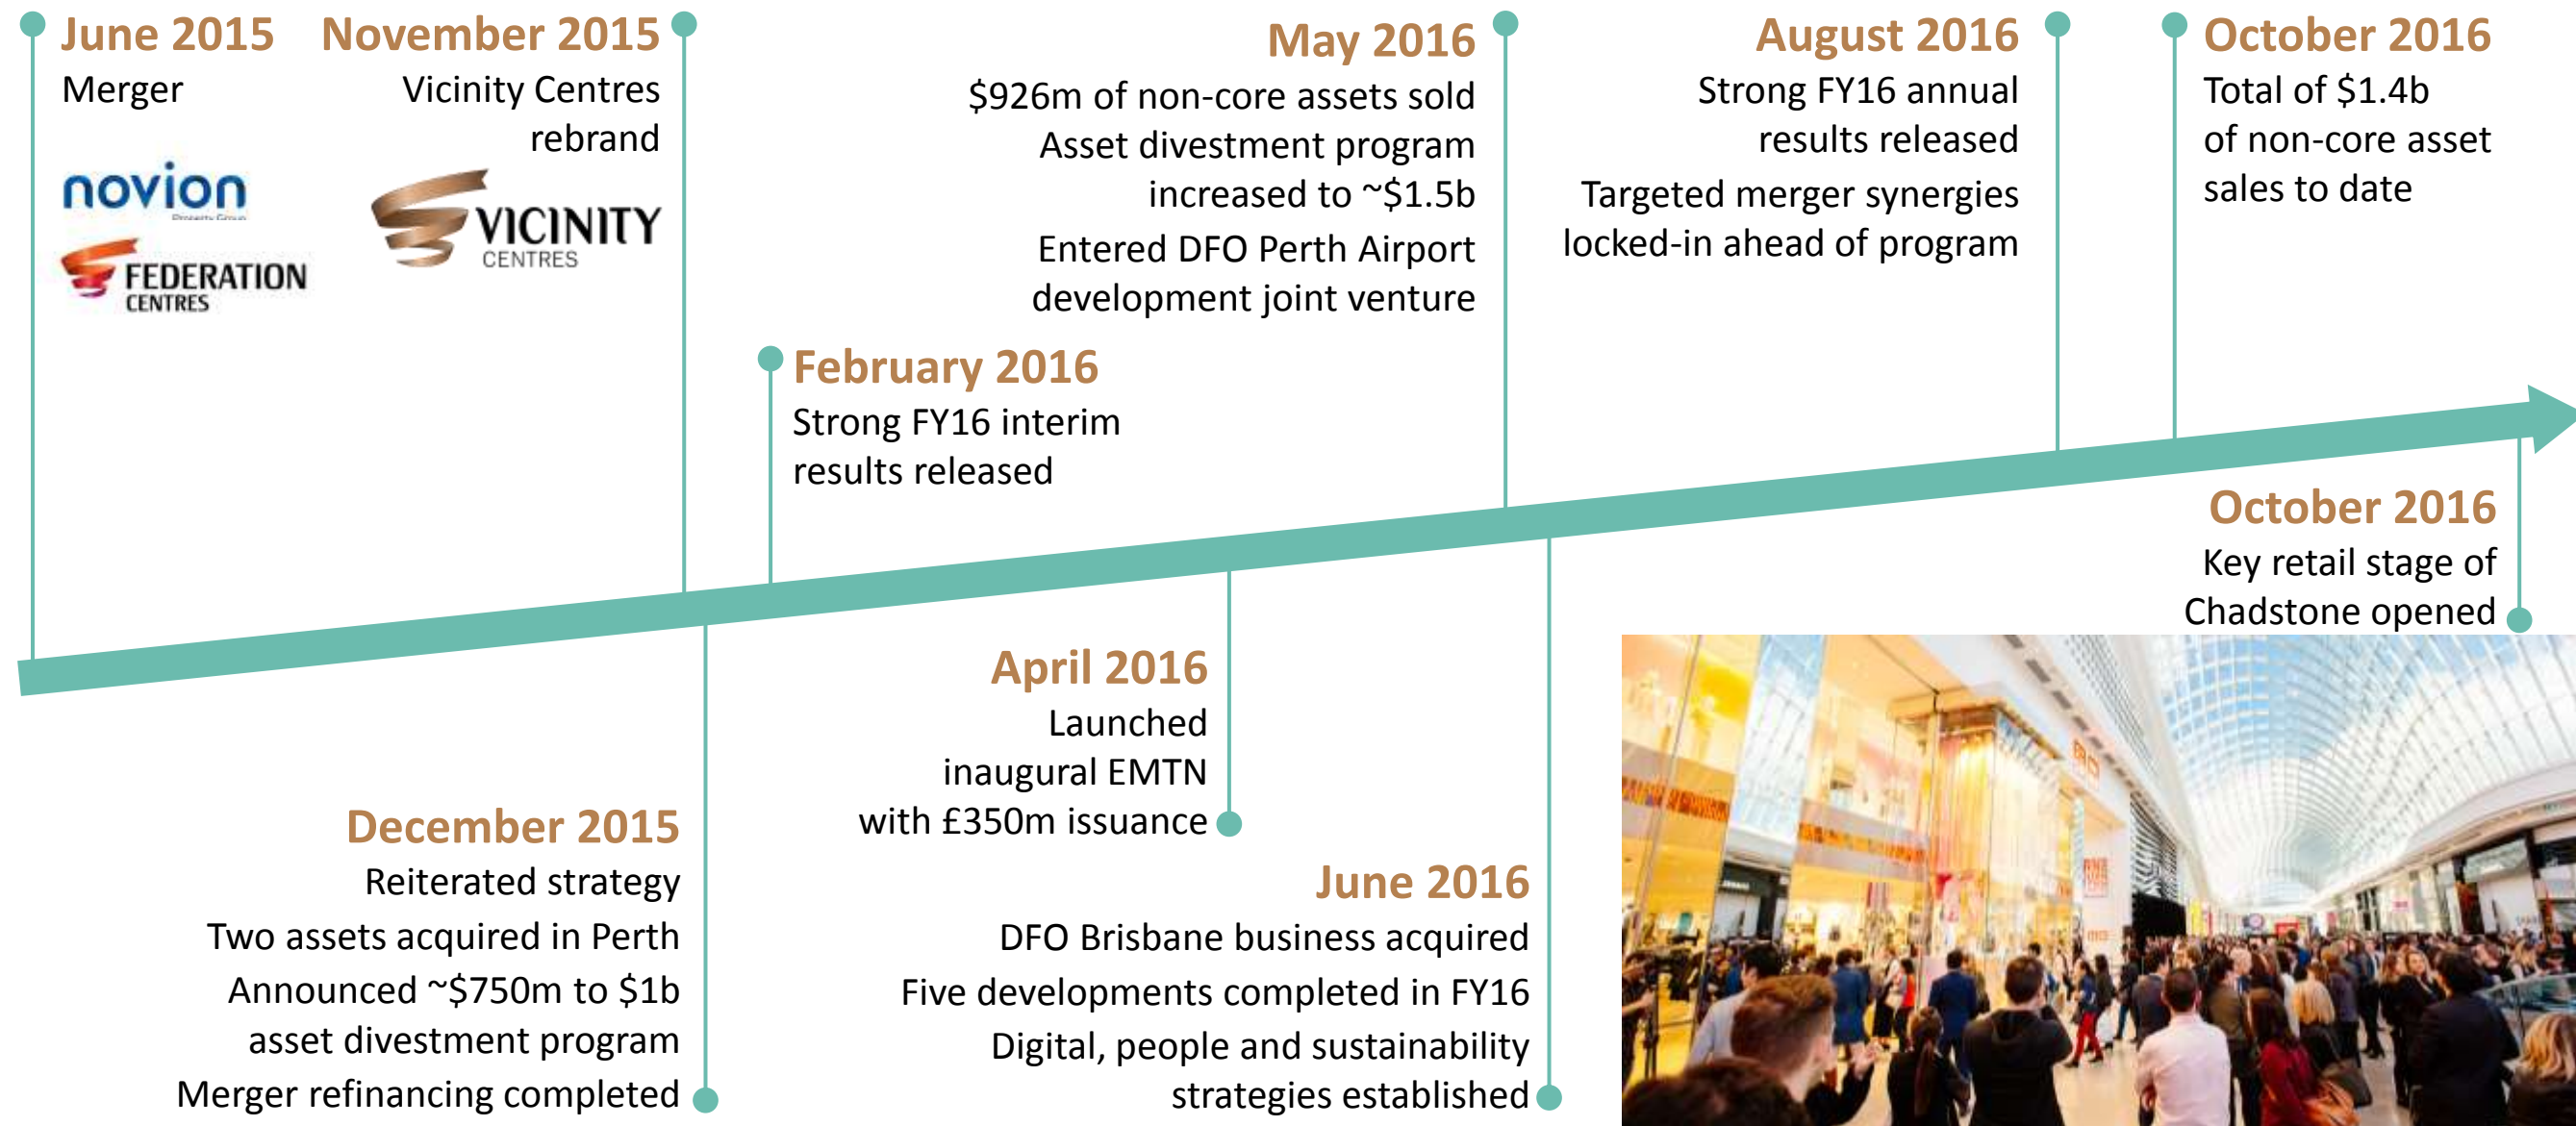 June 2015
Merger
novion
Property Group
FEDERATION
CENTRES
November 2015
Vicinity Centres
rebrand
VICINITY
CENTRES
December 2015
Reiterated strategy
Two assets acquired in Perth
Announced ~$750m to $1b
asset divestment program
Merger refinancing completed
February 2016
Strong FY16 interim
results released
April 2016
Launched
inaugural EMTN
with £350m issuance
May 2016
$926m of non-core assets sold
Asset divestment program
increased to ~$1.5b
Entered DFO Perth Airport
development joint venture
June 2016
DFO Brisbane business acquired
Five developments completed in FY16
Digital, people and sustainability
strategies established
August 2016
Strong FY16 annual
results released
Targeted merger synergies
locked-in ahead of program
October 2016
Total of $1.4b
of non-core asset
sales to date
October 2016
Key retail stage of
Chadstone opened